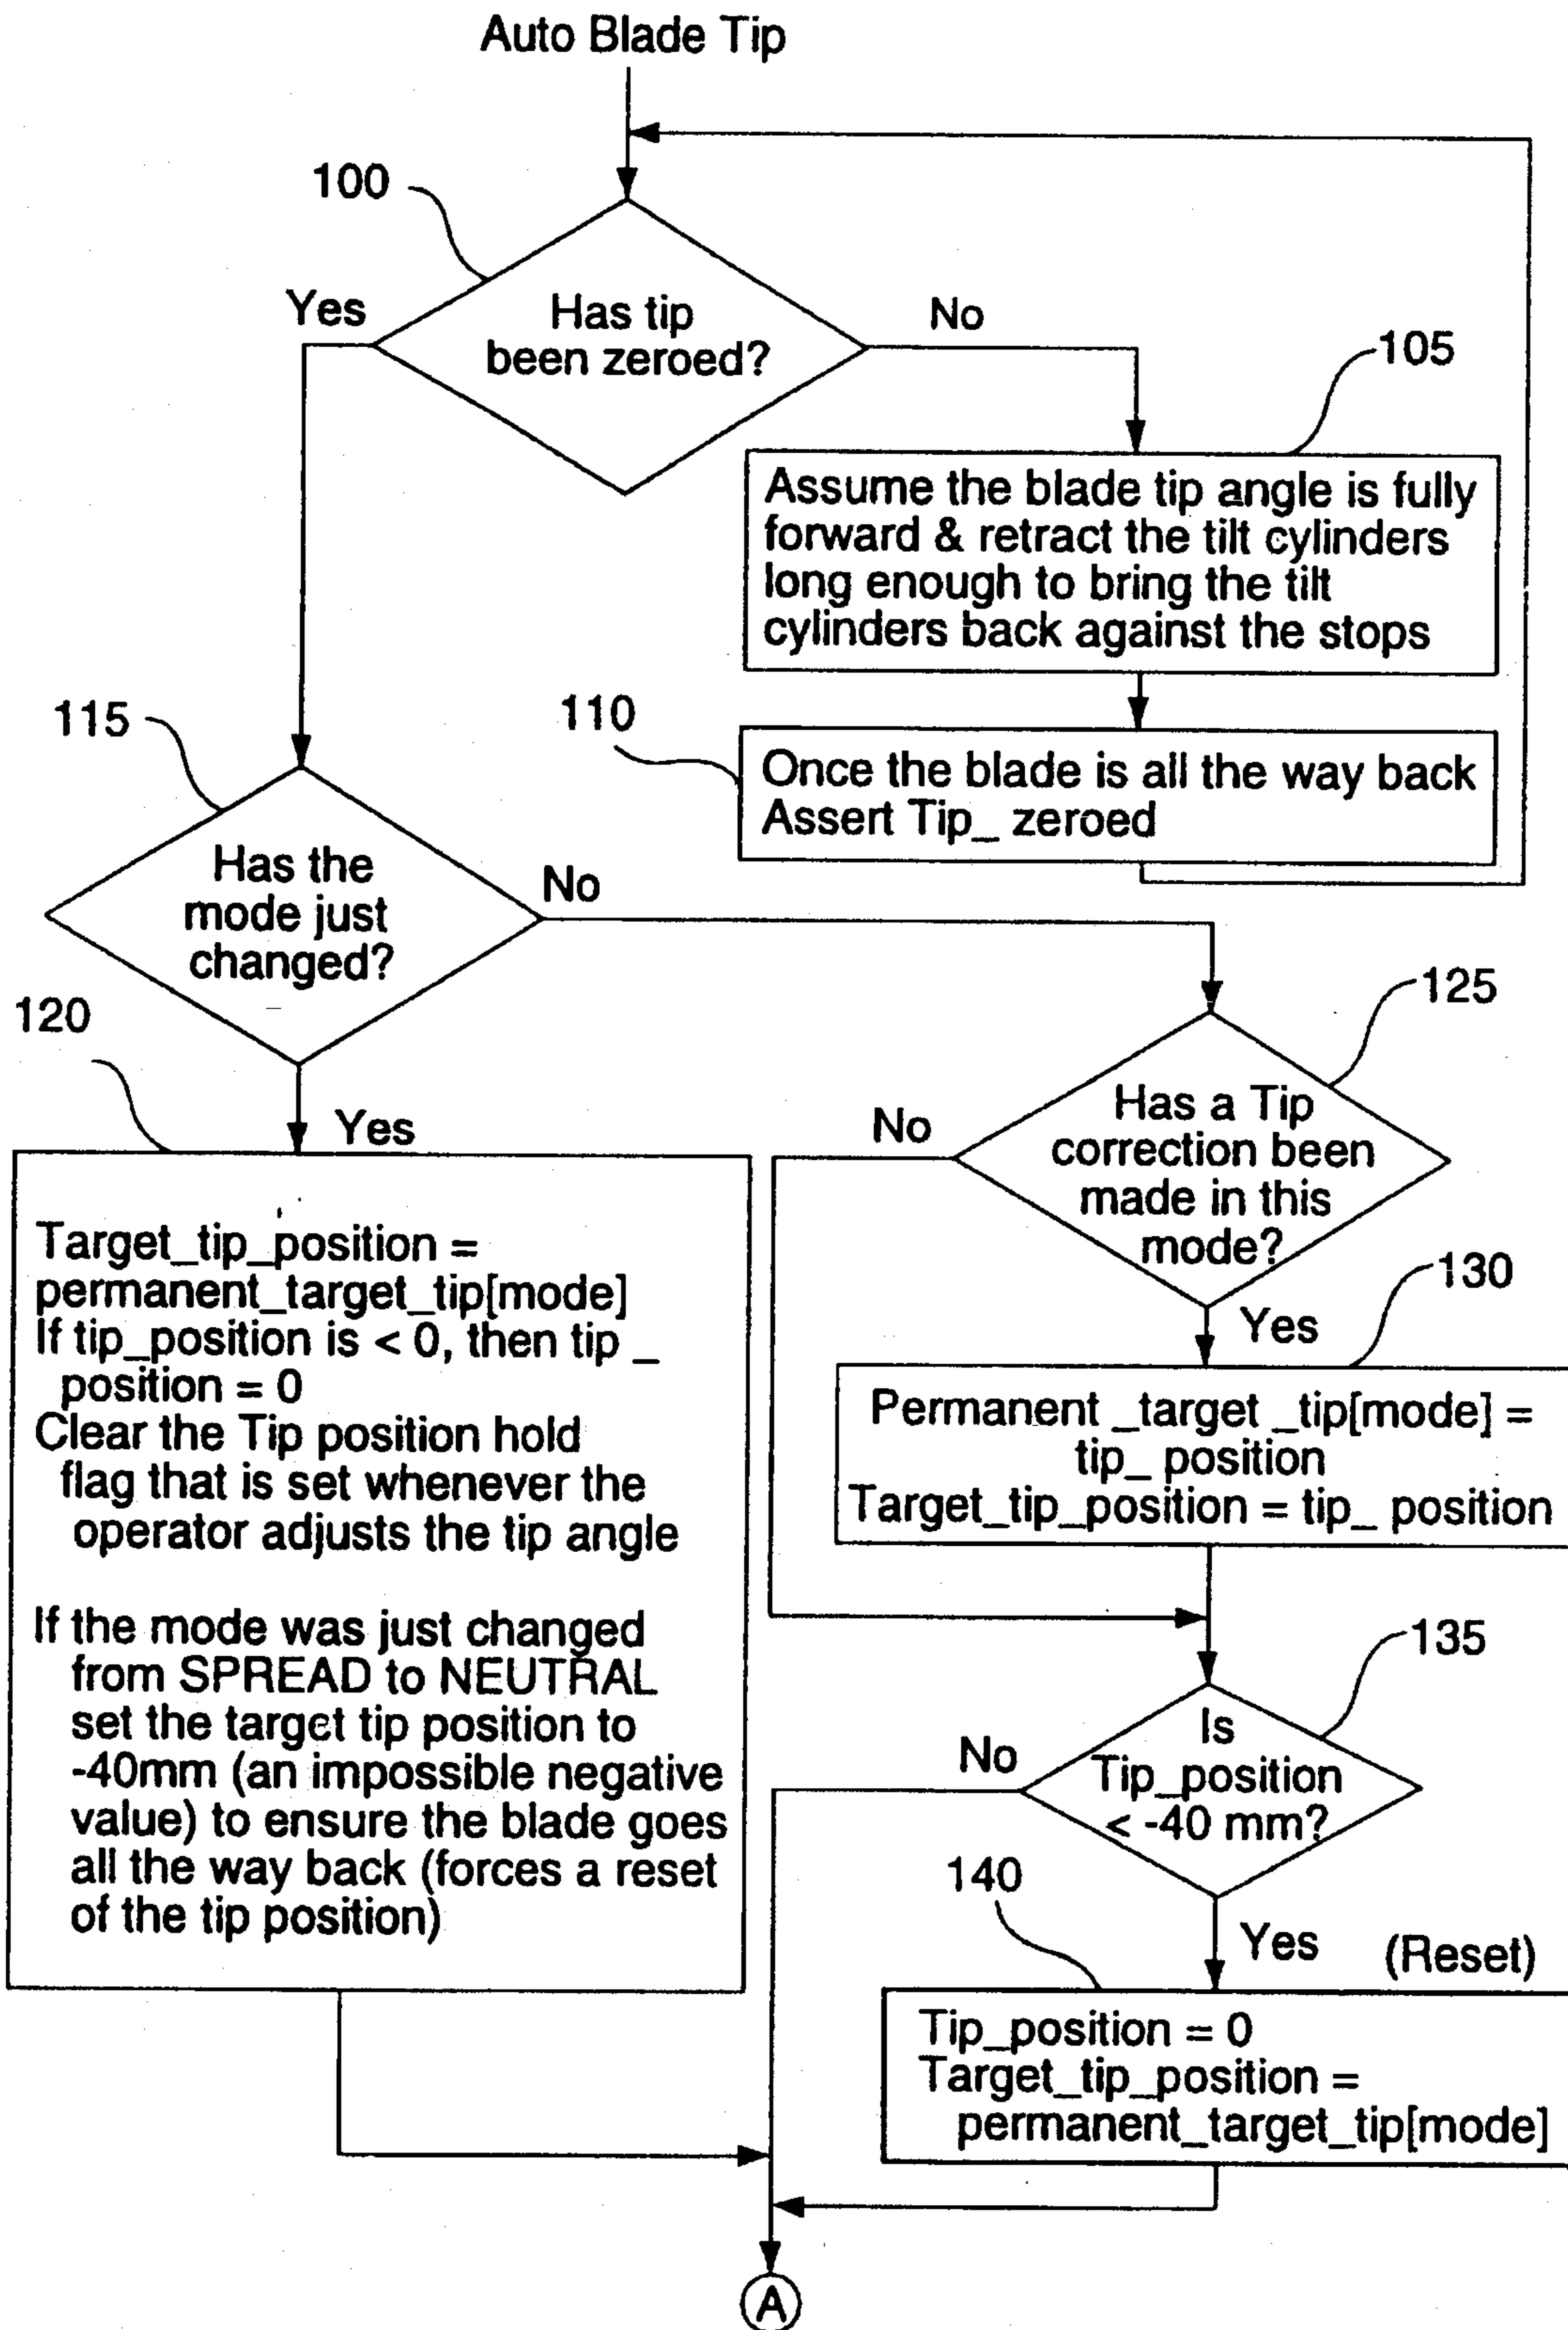 Auto Blade Tip
100
Yes
Has tip
been zeroed?
No
105
Assume the blade tip angle is fully
forward & retract the tilt cylinders
long enough to bring the tilt
cylinders back against the stops
110
Once the blade is all the way back
Assert Tip_ zeroed
115
Has the
mode just
changed?
No
120
Yes
Target_tip_position =
permanent_target_tip[mode]
If tip_position is < 0, then tip _
position = 0
Clear the Tip position hold
flag that is set whenever the
operator adjusts the tip angle
If the mode was just changed
from SPREAD to NEUTRAL
set the target tip position to
-40mm (an impossible negative
value) to ensure the blade goes
all the way back (forces a reset
of the tip position)
125
Has a Tip
correction been
made in this
mode?
No
Yes
130
Permanent _target _tip[mode] =
tip_ position
Target_tip_position = tip_ position
135
Is
Tip_position
< -40 mm?
No
Yes
(Reset)
140
Tip_position = 0
Target_tip_position =
permanent_target_tip[mode]
A